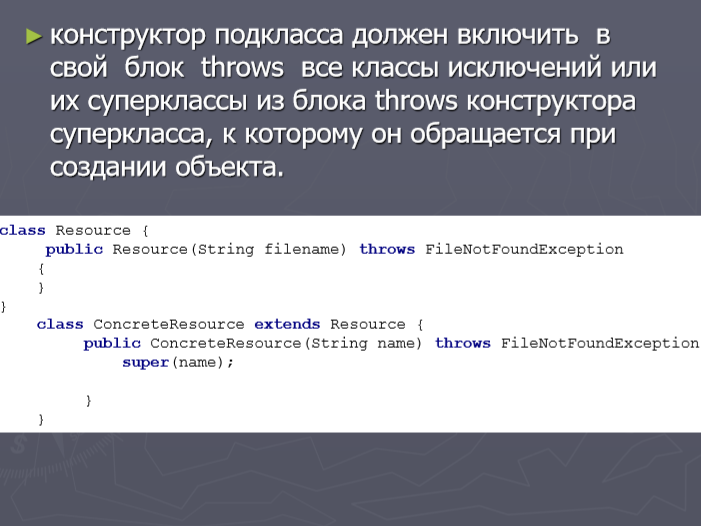 конструктор подкласса должен включить в
свой блок throws все классы исключений или
их суперклассы из блока throws конструктора
суперкласса, к которому он обращается при
создании объекта.
class Resource {
public Resource(String filename) throws FileNotFoundException
{
}
}
class ConcreteResource extends Resource {
public ConcreteResource(String name) throws FileNotFoundException
super(name);
}
}